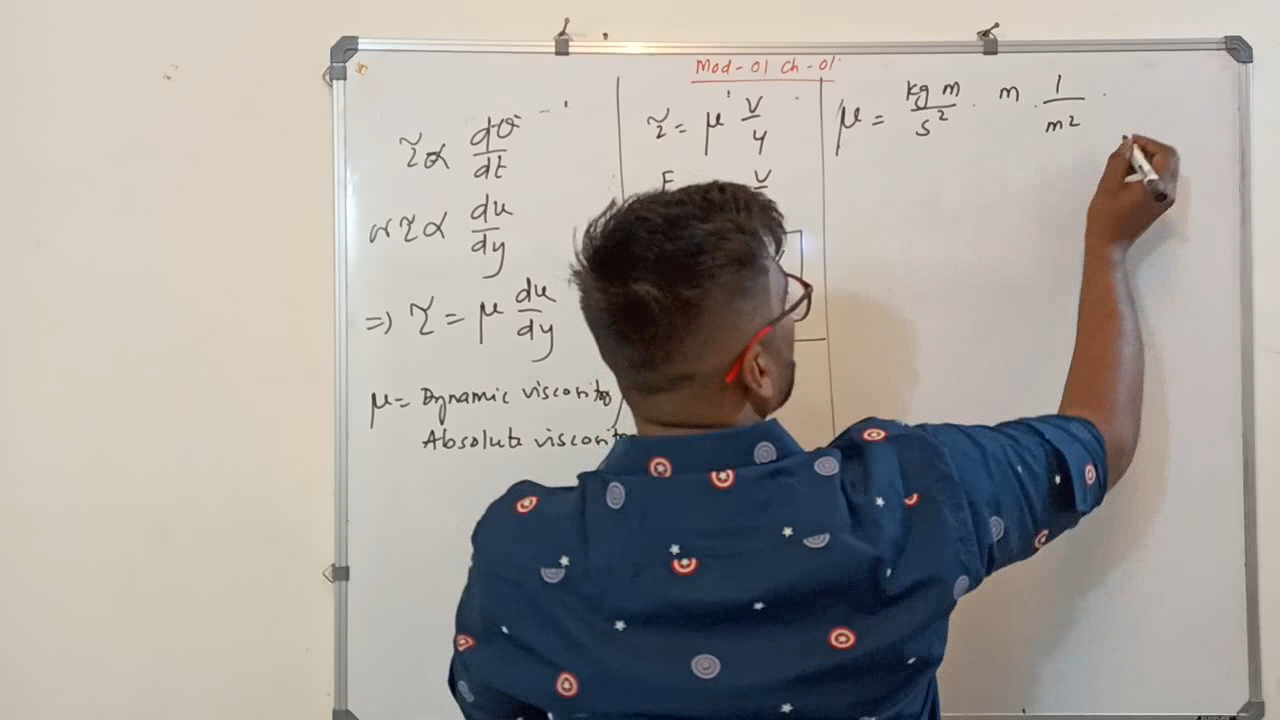 Mod-01 Ch-01
τ α dθ/dt
or τ α du/dy
=> τ = μ du/dy
μ = Dynamic viscosity
Absolute viscosity
τ = μ V/y
F V
μ = kg m/s² · m · 1/m² ·